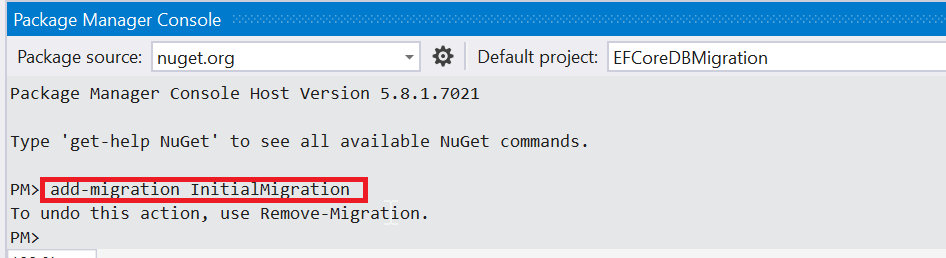 Package Manager Console
Package source: nuget.org Default project: EFCoreDBMigration
Package Manager Console Host Version 5.8.1.7021
Type 'get-help NuGet' to see all available NuGet commands.
PM> add-migration InitialMigration
To undo this action, use Remove-Migration.
PM>